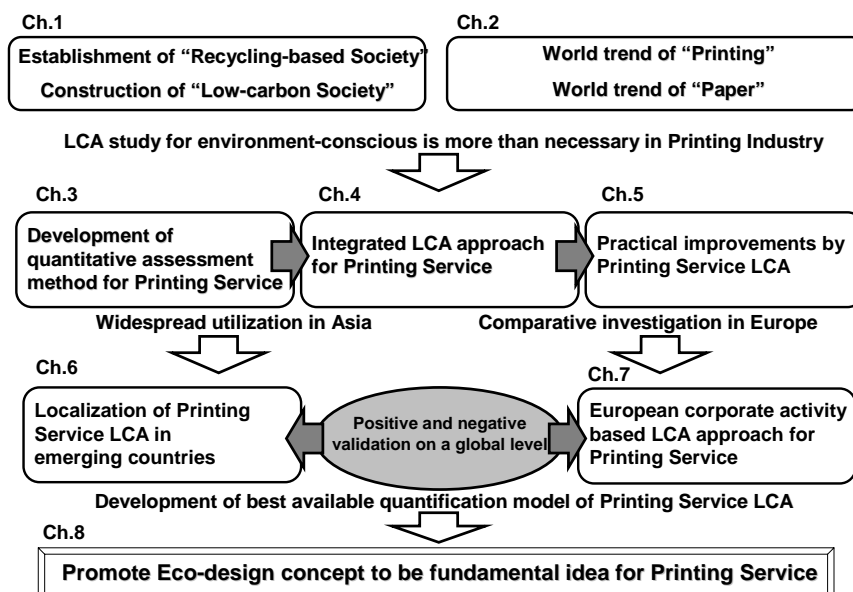 Ch.1
Establishment of “Recycling-based Society”
Construction of “Low-carbon Society”
Ch.2
World trend of “Printing”
World trend of “Paper”
LCA study for environment-conscious is more than necessary in Printing Industry
Ch.3
Development of
quantitative assessment
method for Printing Service
Ch.4
Integrated LCA approach
for Printing Service
Ch.5
Practical improvements by
Printing Service LCA
Widespread utilization in Asia
Comparative investigation in Europe
Ch.6
Localization of Printing
Service LCA in
emerging countries
Positive and negative
validation on a global level
Ch.7
European corporate activity
based LCA approach for
Printing Service
Development of best available quantification model of Printing Service LCA
Ch.8
Promote Eco-design concept to be fundamental idea for Printing Service